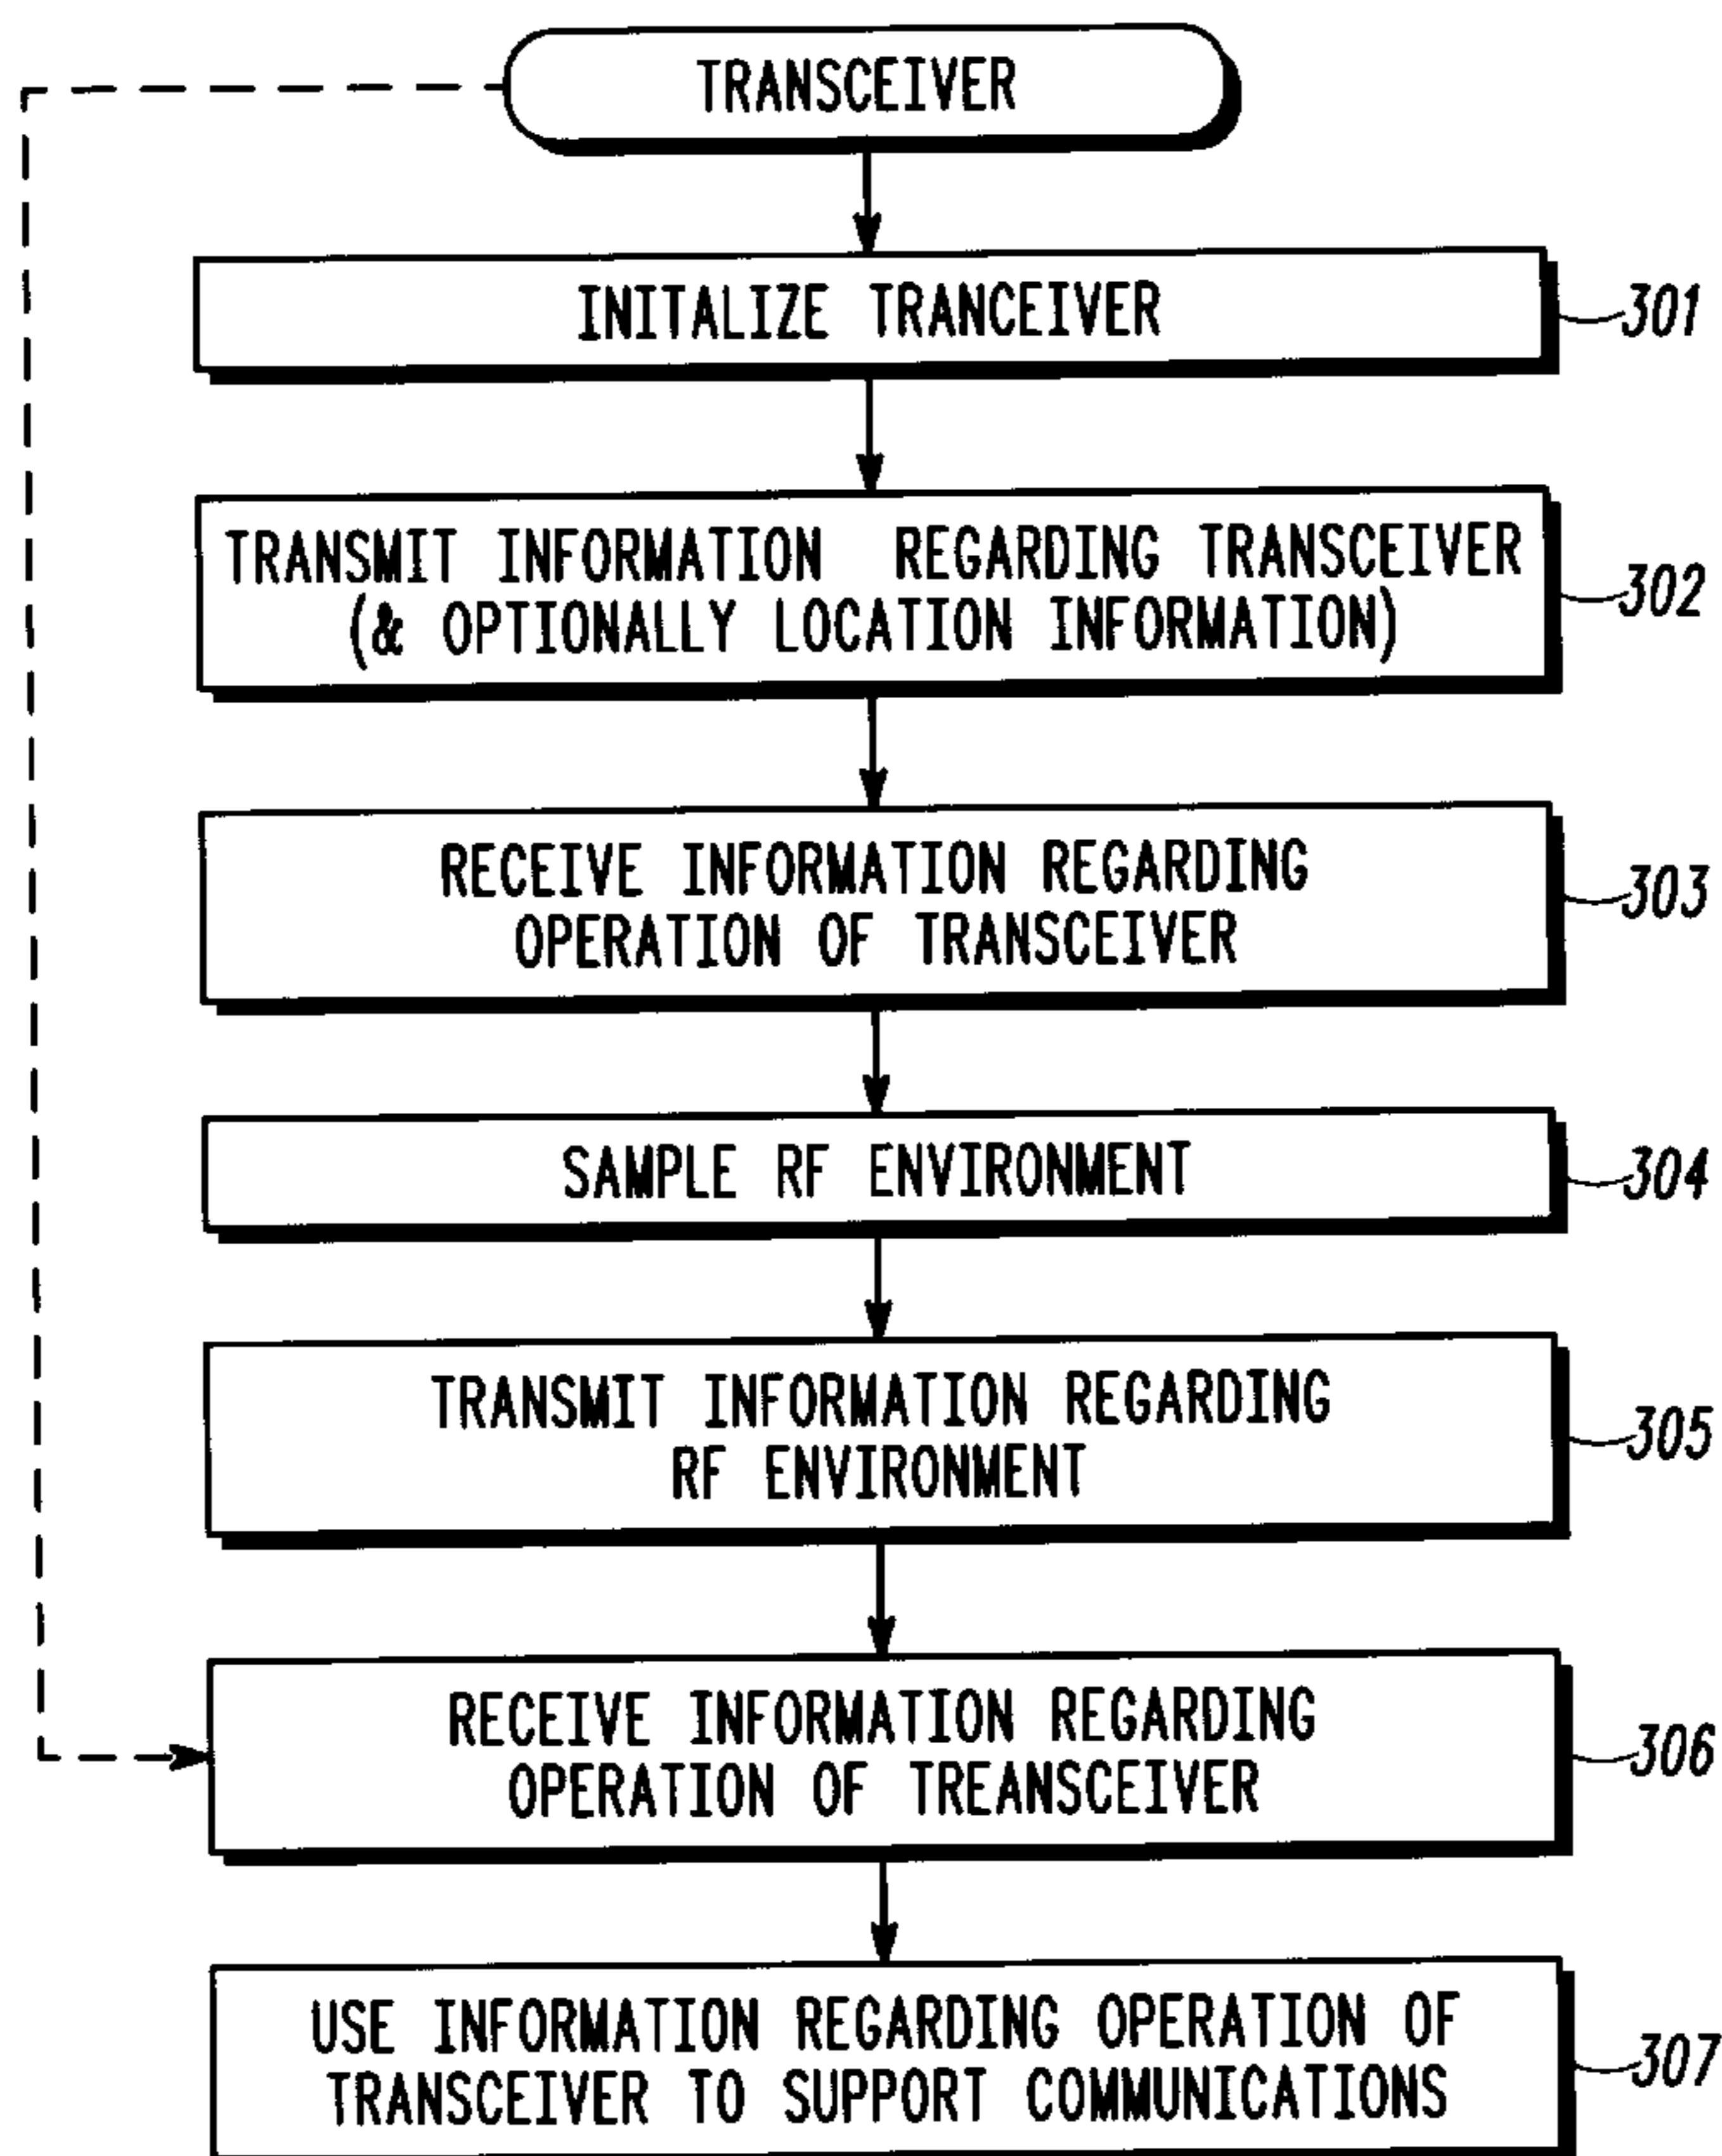 TRANSCEIVER
INITALIZE TRANCEIVER
301
TRANSMIT INFORMATION REGARDING TRANSCEIVER
(& OPTIONALLY LOCATION INFORMATION)
302
RECEIVE INFORMATION REGARDING
OPERATION OF TRANSCEIVER
303
SAMPLE RF ENVIRONMENT
304
TRANSMIT INFORMATION REGARDING
RF ENVIRONMENT
305
RECEIVE INFORMATION REGARDING
OPERATION OF TREANSCEIVER
306
USE INFORMATION REGARDING OPERATION OF
TRANSCEIVER TO SUPPORT COMMUNICATIONS
307